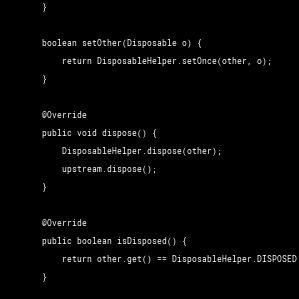 }
boolean setOther(Disposable o) {
return DisposableHelper.setOnce(other, o);
}
@Override
public void dispose() {
DisposableHelper.dispose(other);
upstream.dispose();
}
@Override
public boolean isDisposed() {
return other.get() == DisposableHelper.DISPOSED
}